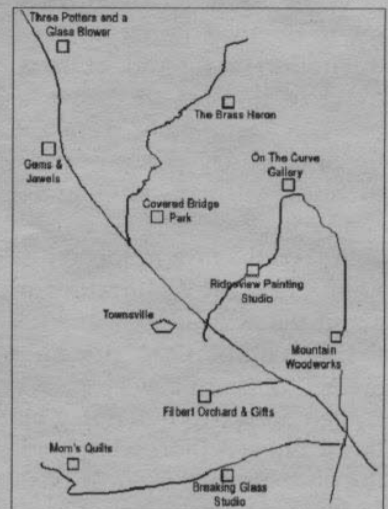 Three Potters and a
Glass Blower
The Brass Heron
Gems &
Jewels
On The Curve
Gallery
Covered Bridge
Park
Ridgeview Painting
Studio
Townsville
Mountain
Woodworks
Filbert Orchard & Gifts
Mom's Quilts
Breaking Glass
Studio